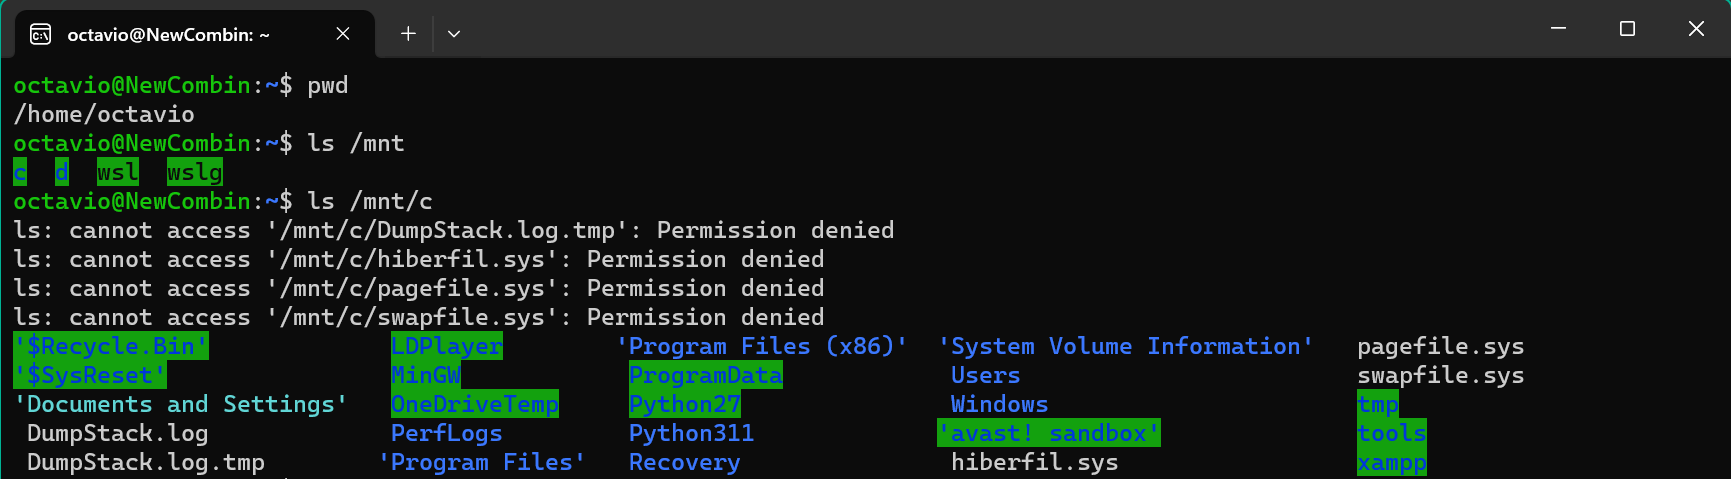 octavio@NewCombin: ~
octavio@NewCombin:~$ pwd
/home/octavio
octavio@NewCombin:~$ ls /mnt
c  d  wsl  wslg
octavio@NewCombin:~$ ls /mnt/c
ls: cannot access '/mnt/c/DumpStack.log.tmp': Permission denied
ls: cannot access '/mnt/c/hiberfil.sys': Permission denied
ls: cannot access '/mnt/c/pagefile.sys': Permission denied
ls: cannot access '/mnt/c/swapfile.sys': Permission denied
'$Recycle.Bin'             LDPlayer        'Program Files (x86)'  'System Volume Information'   pagefile.sys
'$SysReset'                MinGW            ProgramData            Users                        swapfile.sys
'Documents and Settings'   OneDriveTemp     Python27               Windows                      tmp
 DumpStack.log             PerfLogs         Python311             'avast! sandbox'              tools
 DumpStack.log.tmp        'Program Files'   Recovery               hiberfil.sys                 xampp